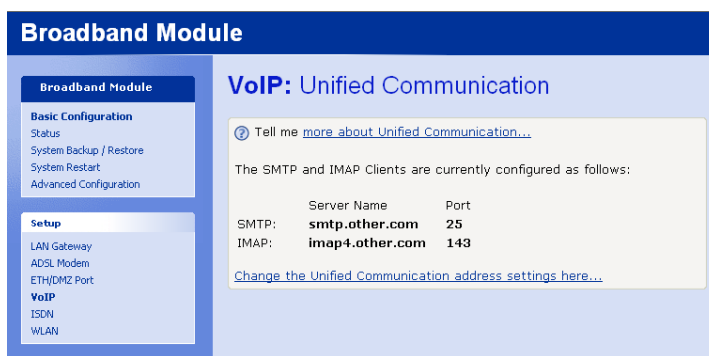 Broadband Module
Broadband Module
Basic Configuration
Status
System Backup / Restore
System Restart
Advanced Configuration
Setup
LAN Gateway
ADSL Modem
ETH/DMZ Port
VoIP
ISDN
WLAN
VoIP: Unified Communication
? Tell me more about Unified Communication...
The SMTP and IMAP Clients are currently configured as follows:
Server Name Port
SMTP: smtp.other.com 25
IMAP: imap4.other.com 143
Change the Unified Communication address settings here...